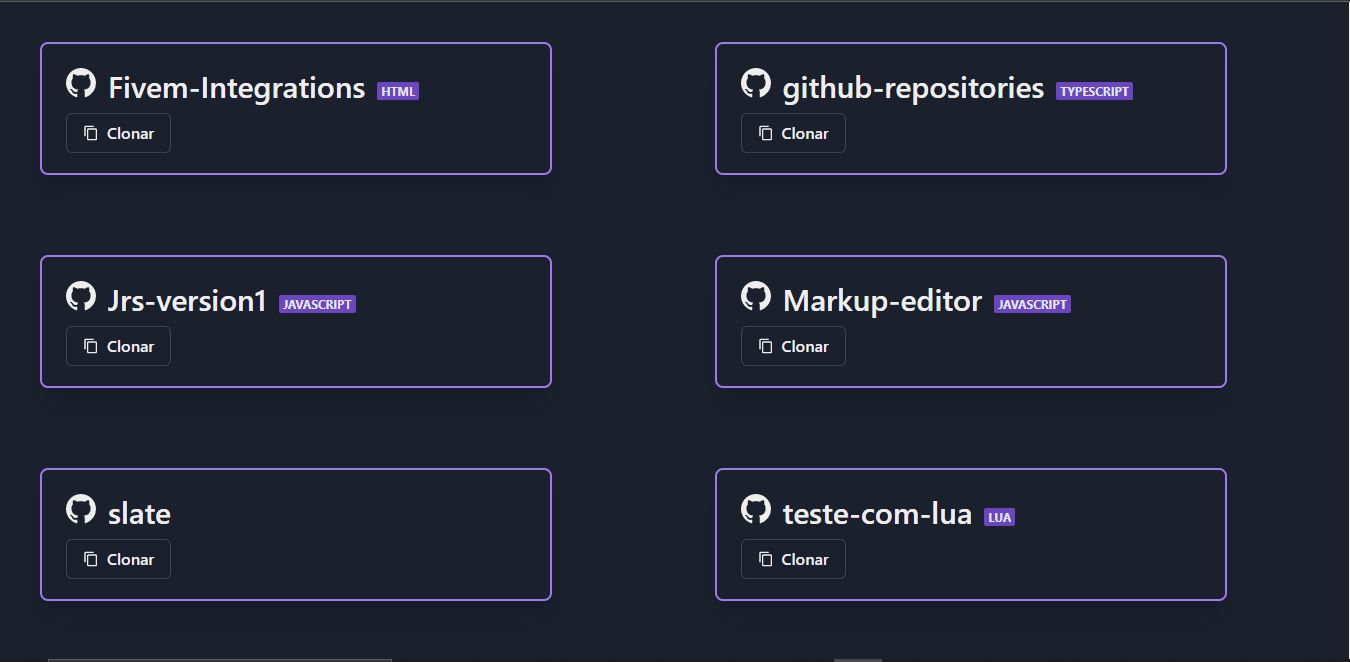 Fivem-Integrations HTML
Clonar
github-repositories TYPESCRIPT
Clonar
Jrs-version1 JAVASCRIPT
Clonar
Markup-editor JAVASCRIPT
Clonar
slate
Clonar
teste-com-lua LUA
Clonar